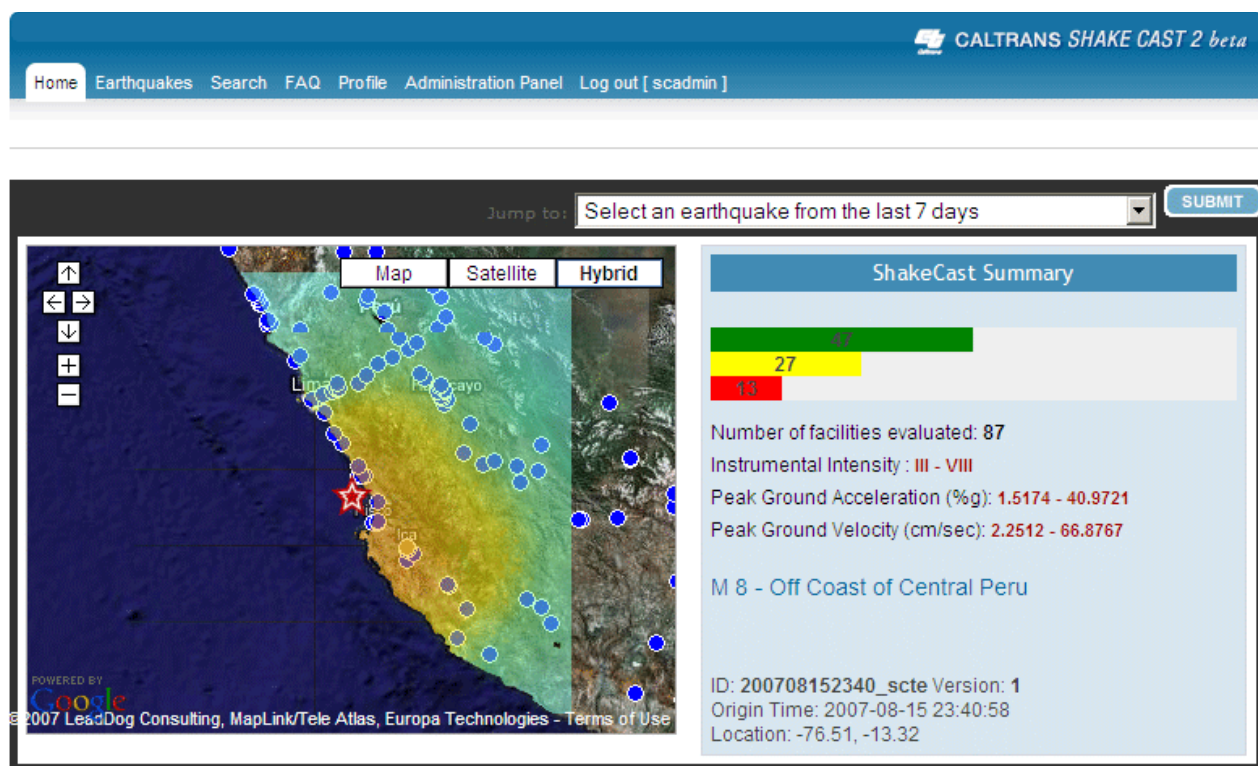 CALTRANS SHAKE CAST 2 beta
Home Earthquakes Search FAQ Profile Administration Panel Log out [ scadmin ]
Jump to: Select an earthquake from the last 7 days SUBMIT
Map Satellite Hybrid
Perú
Lima
Ica
POWERED BY
Google
©2007 LeadDog Consulting, MapLink/Tele Atlas, Europa Technologies - Terms of Use
ShakeCast Summary
47
27
13
Number of facilities evaluated: 87
Instrumental Intensity : III - VIII
Peak Ground Acceleration (%g): 1.5174 - 40.9721
Peak Ground Velocity (cm/sec): 2.2512 - 66.8767
M 8 - Off Coast of Central Peru
ID: 200708152340_scte Version: 1
Origin Time: 2007-08-15 23:40:58
Location: -76.51, -13.32